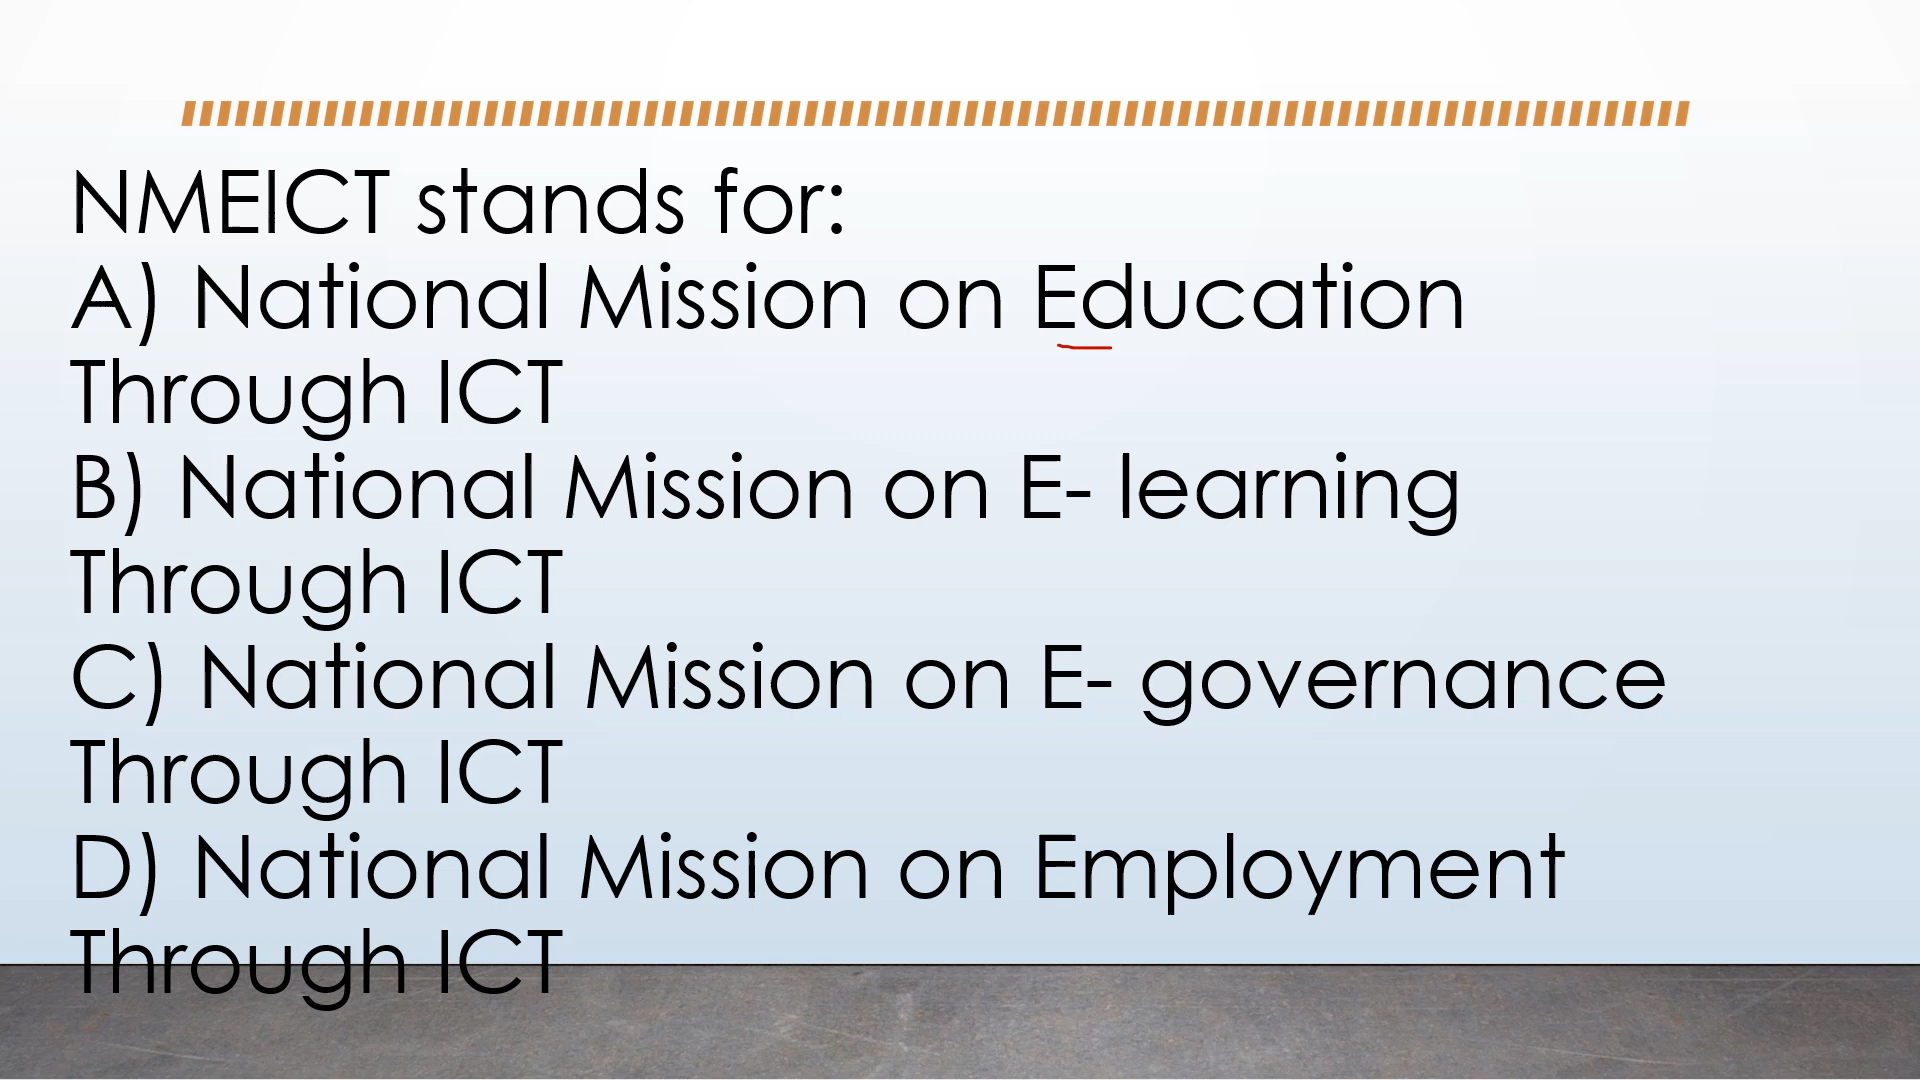 NMEICT stands for:
A) National Mission on Education
Through ICT
B) National Mission on E- learning
Through ICT
C) National Mission on E- governance
Through ICT
D) National Mission on Employment
Through ICT